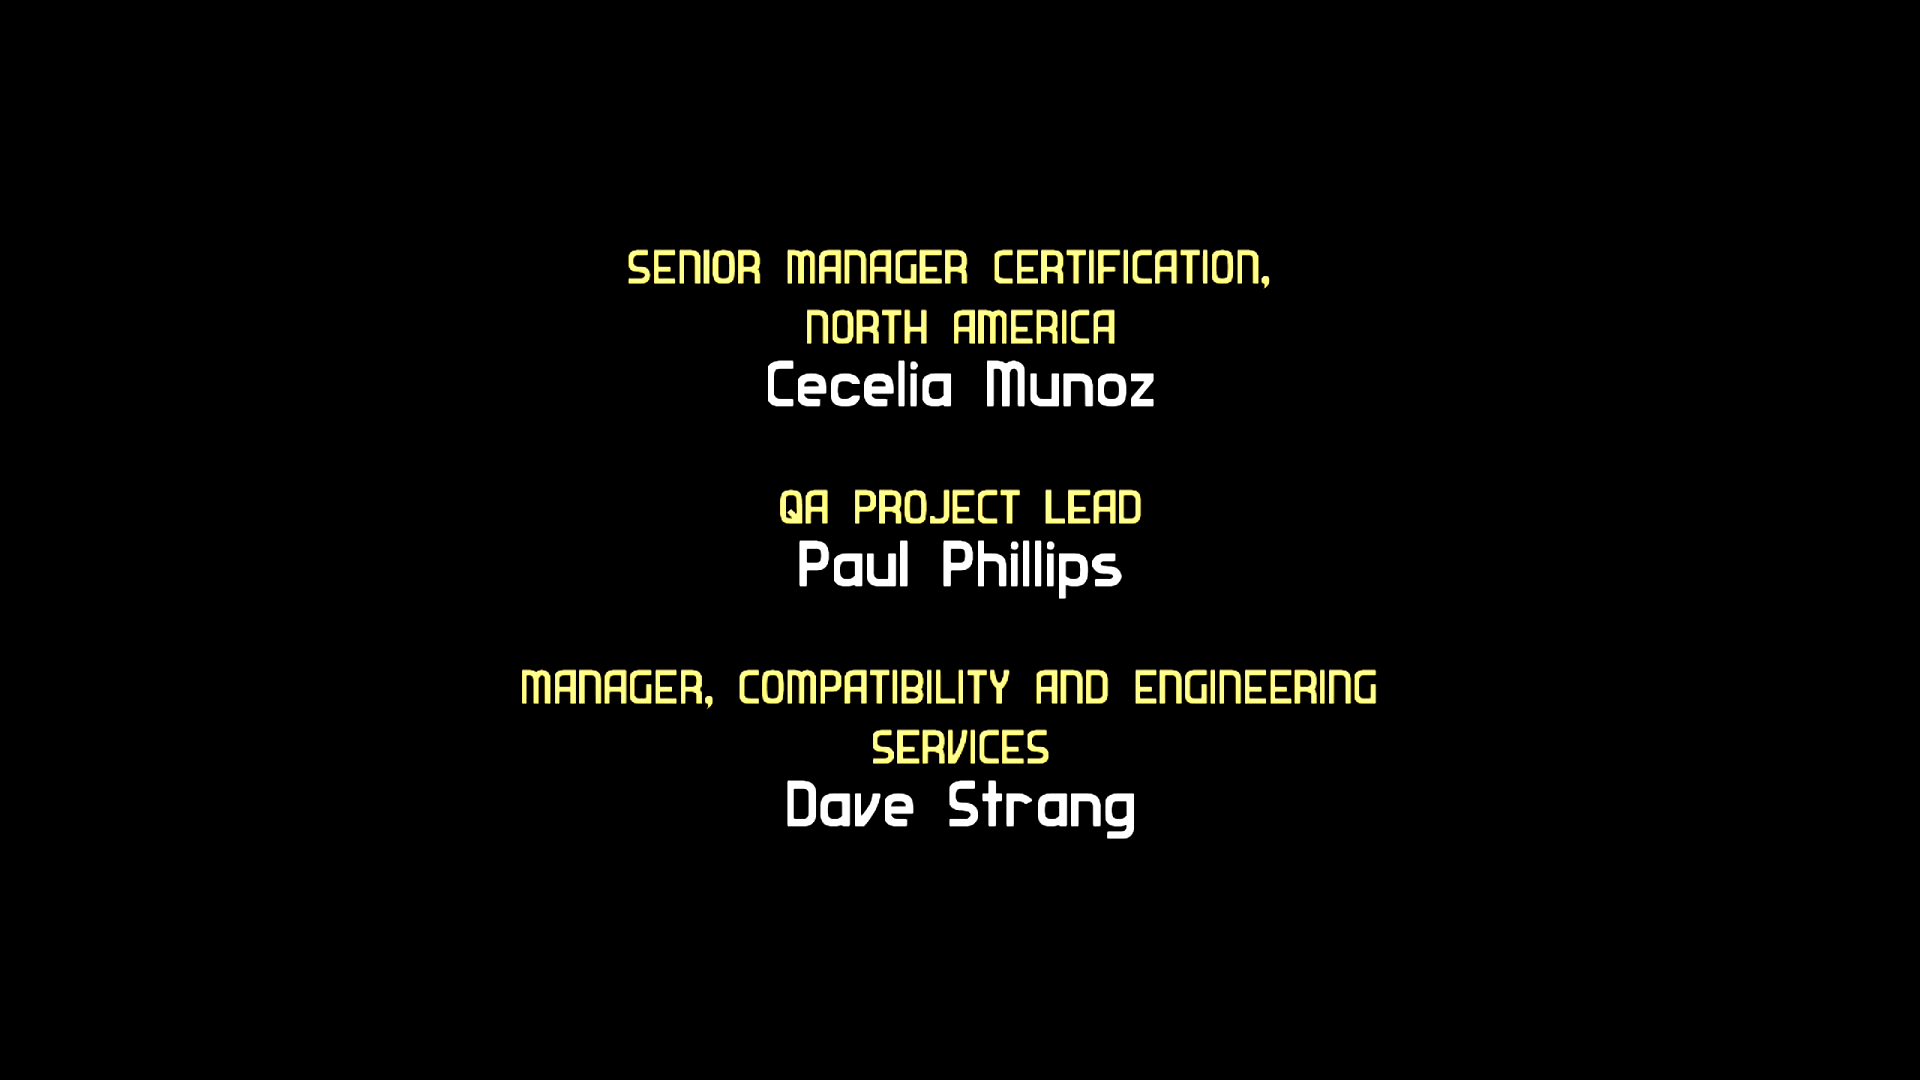 SENIOR MANAGER CERTIFICATION,
NORTH AMERICA
Cecelia Munoz
QA PROJECT LEAD
Paul Phillips
MANAGER, COMPATIBILITY AND ENGINEERING
SERVICES
Dave Strang